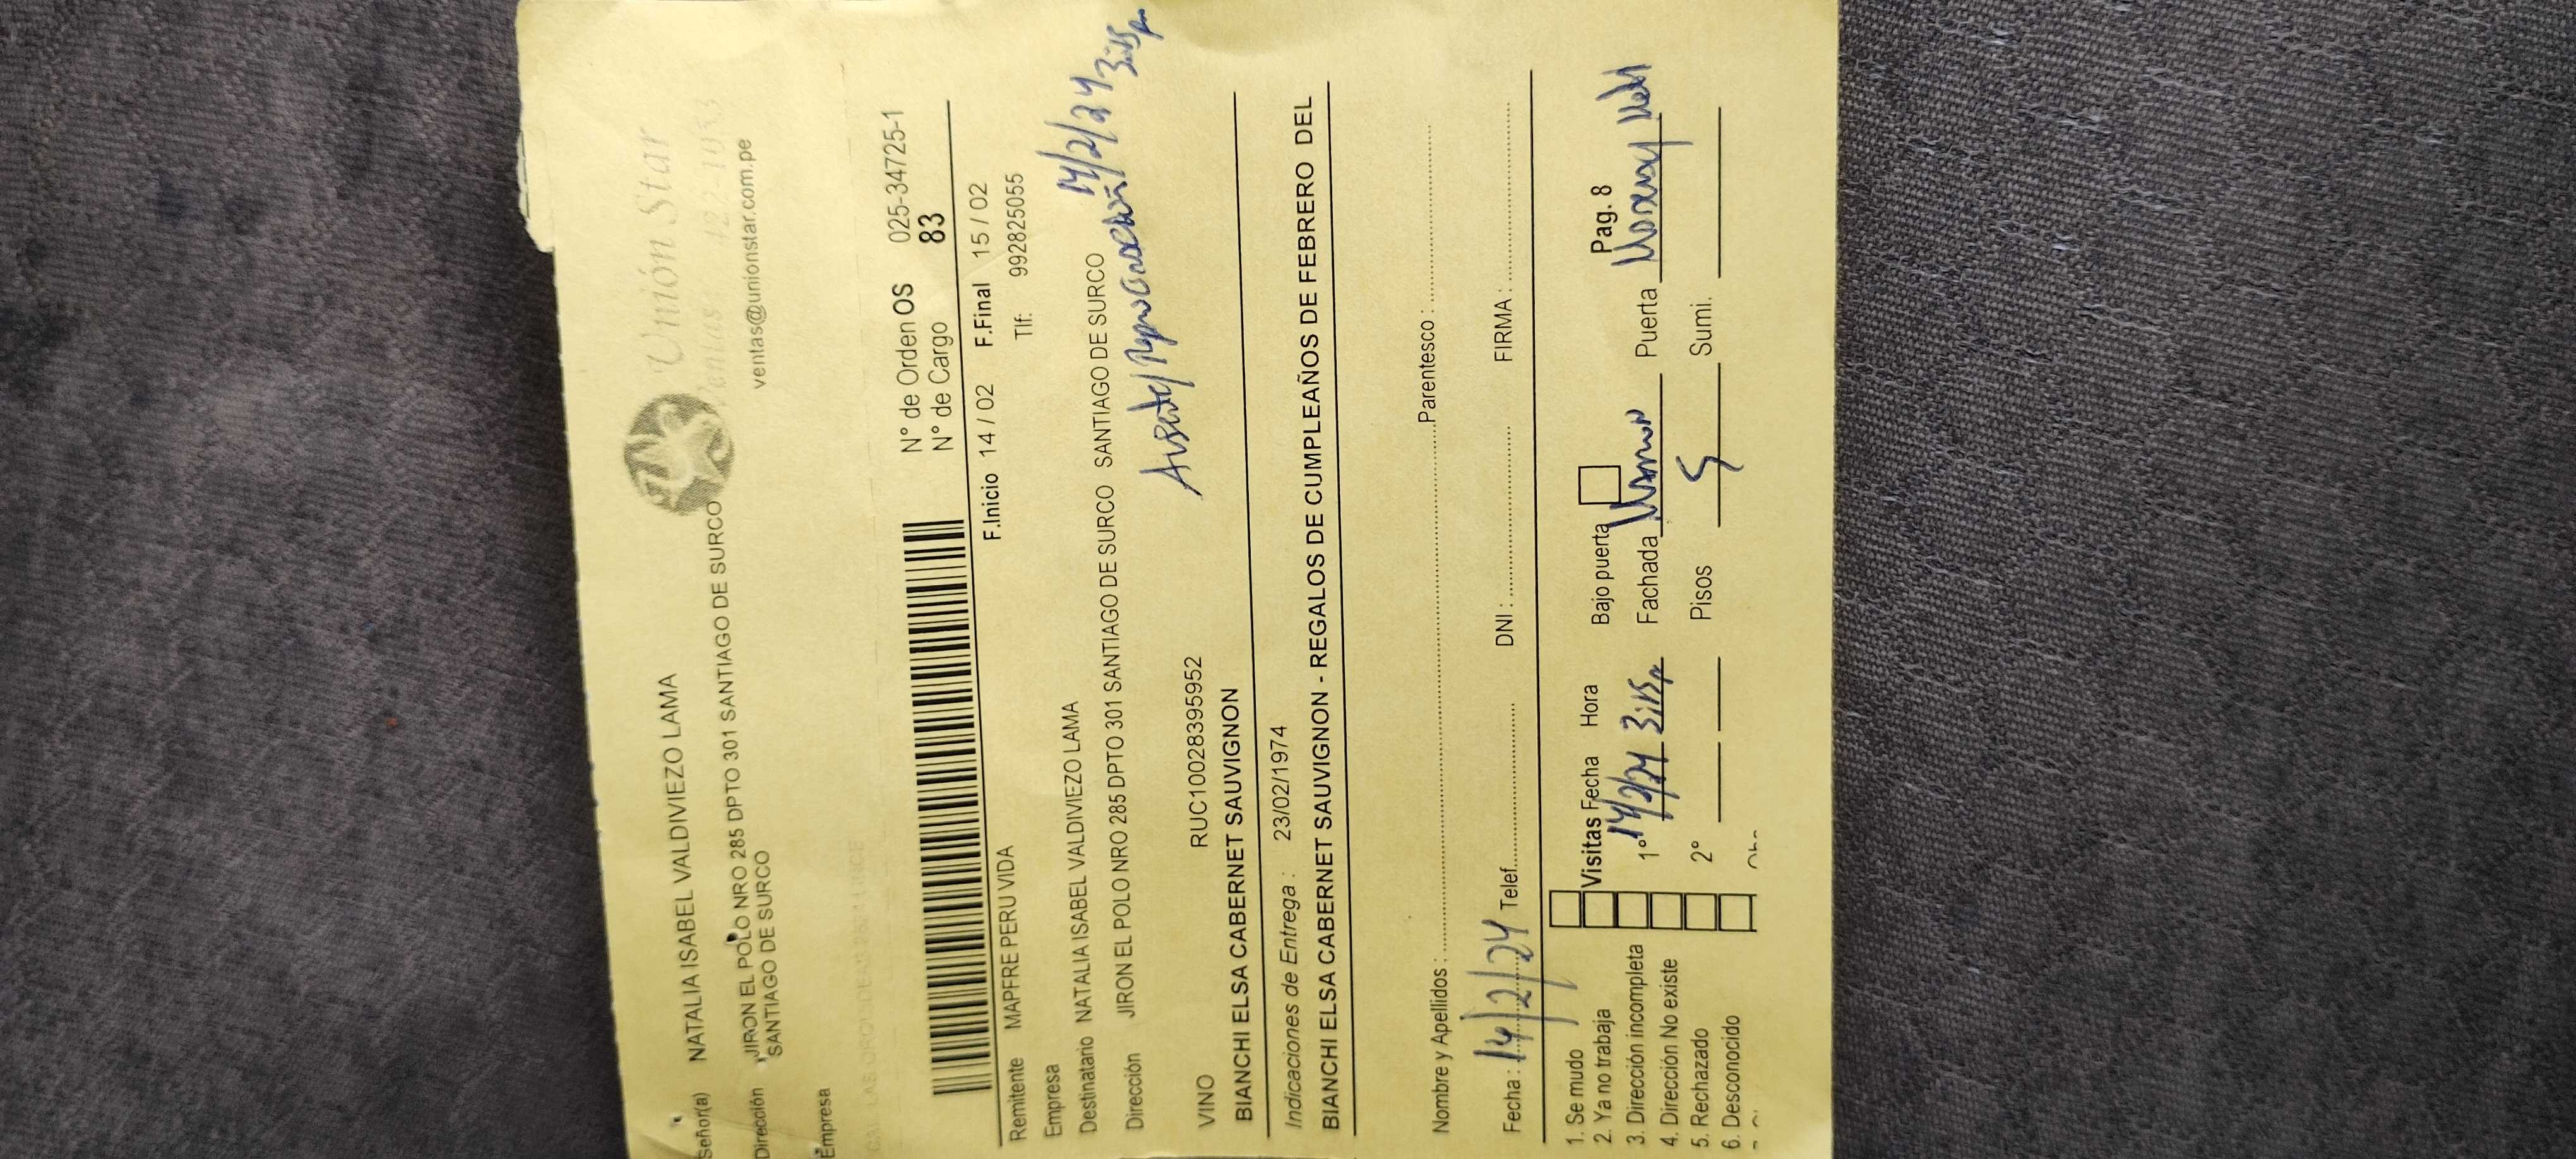 Señor(a) NATALIA ISABEL VALDIVIEZO LAMA
Unión Star
Dirección JIRON EL POLO NRO 285 DPTO 301 SANTIAGO DE SURCO
SANTIAGO DE SURCO
ventas@unionstar.com.pe
Empresa
N° de Orden OS 025-34725-1
N° de Cargo 83
F.Inicio 14 / 02 F.Final 15 / 02
Remitente MAPFRE PERU VIDA Tlf: 992825055
Empresa
Destinatario NATALIA ISABEL VALDIVIEZO LAMA
14/2/24
Dirección JIRON EL POLO NRO 285 DPTO 301 SANTIAGO DE SURCO SANTIAGO DE SURCO
3:15p
Ausente/
VINO RUC10028395952
BIANCHI ELSA CABERNET SAUVIGNON
Indicaciones de Entrega : 23/02/1974
BIANCHI ELSA CABERNET SAUVIGNON - REGALOS DE CUMPLEAÑOS DE FEBRERO DEL
Nombre y Apellidos : Parentesco :
Fecha : 14/2/24 Telef. DNI : FIRMA :
1. Se mudo
2. Ya no trabaja Visitas Fecha Hora Bajo puerta Pag. 8
3. Dirección incompleta 1° 14/2/24 3:15p Fachada Puerta
4. Dirección No existe
5. Rechazado 2° Pisos 5 Sumi.
6. Desconocido